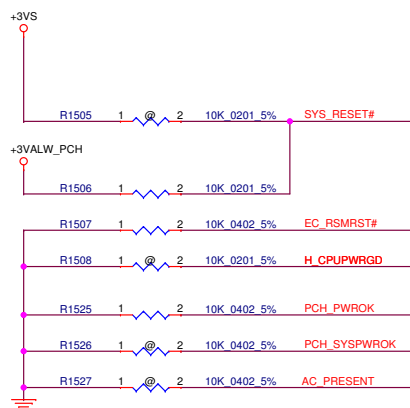 +3VS
R1505 1 @ 2 10K_0201_5% SYS_RESET#
+3VALW_PCH
R1506 1 2 10K_0201_5%
R1507 1 2 10K_0402_5% EC_RSMRST#
R1508 1 @ 2 10K_0201_5% H_CPUPWRGD
R1525 1 2 10K_0402_5% PCH_PWROK
R1526 1 @ 2 10K_0402_5% PCH_SYSPWROK
R1527 1 @ 2 10K_0402_5% AC_PRESENT